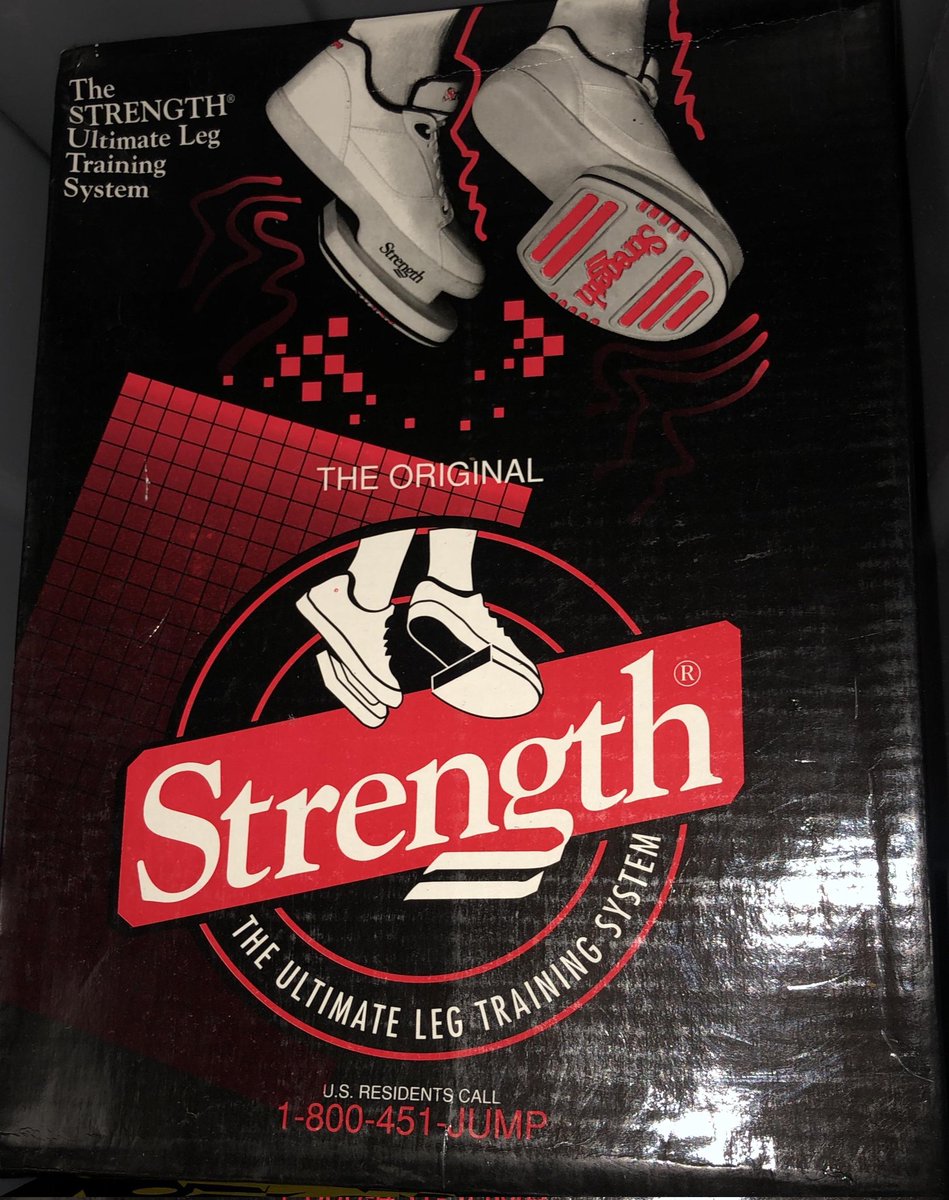 The
STRENGTH®
Ultimate Leg
Training
System
Strength
Strength
THE ORIGINAL
Strength®
THE ULTIMATE LEG TRAINING SYSTEM
U.S. RESIDENTS CALL
1-800-451-JUMP